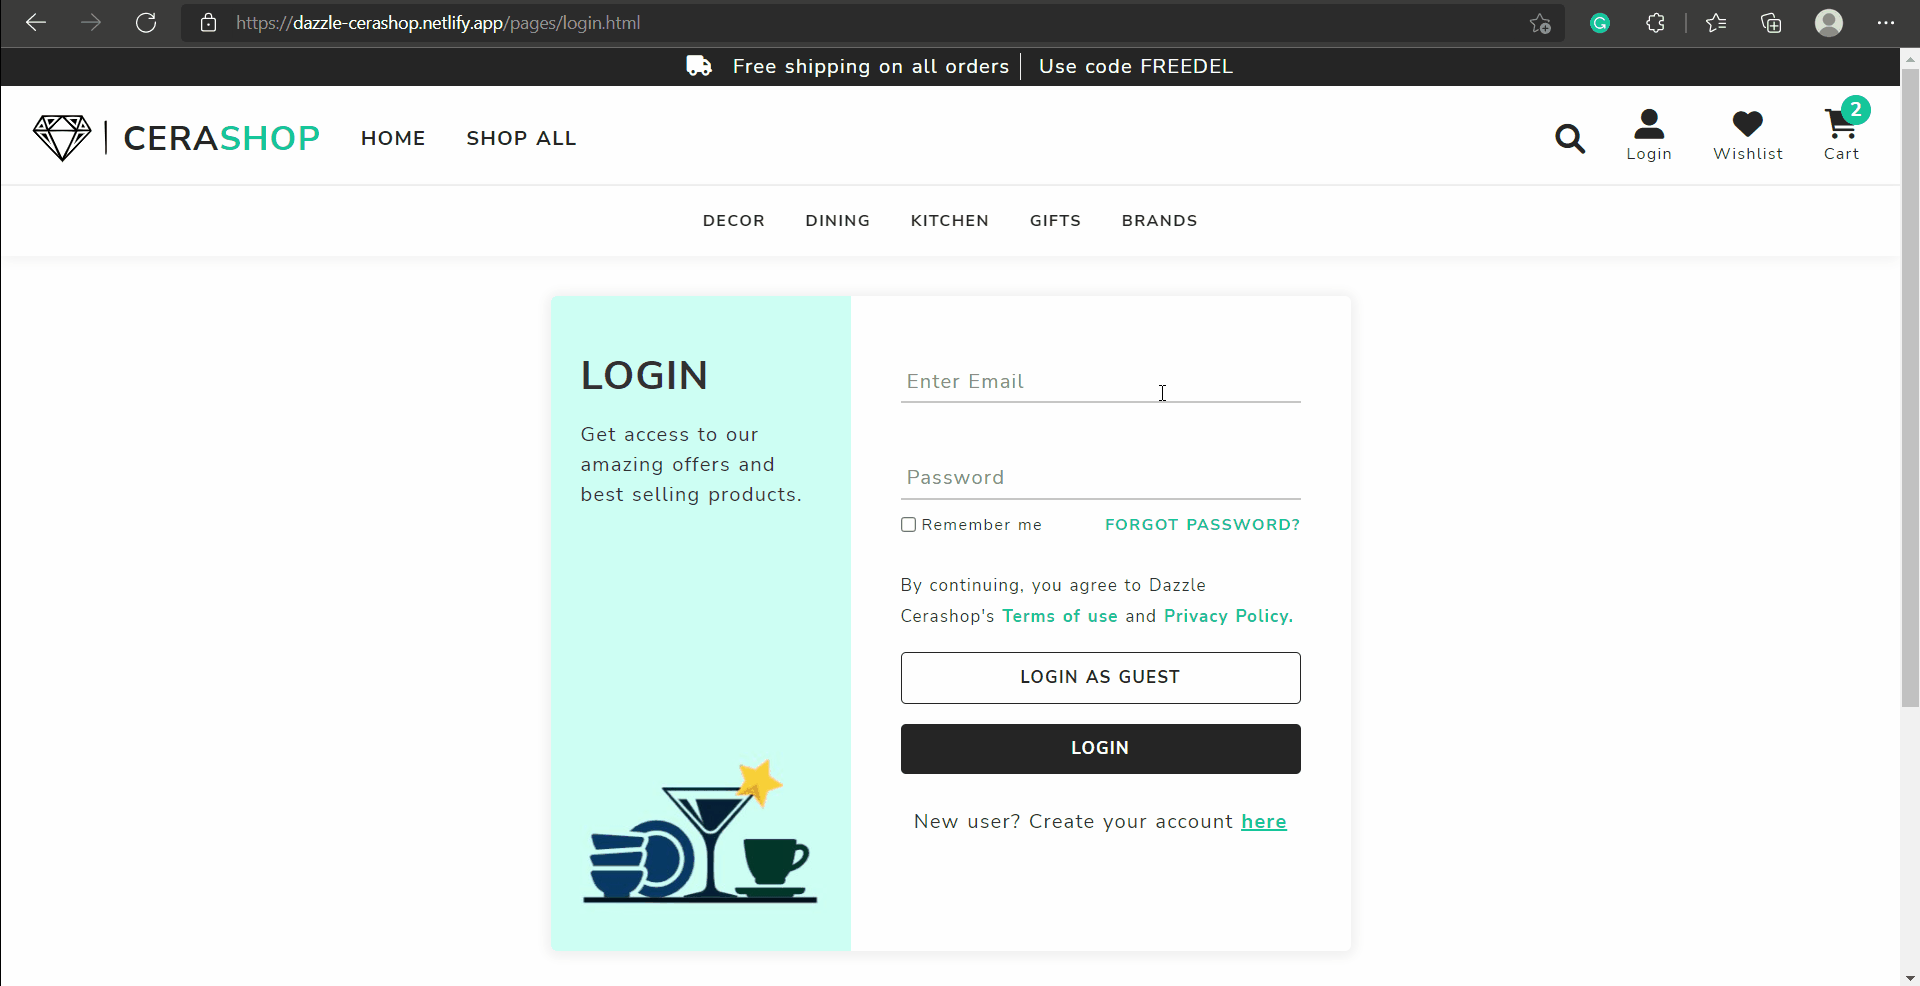 https://dazzle-cerashop.netlify.app/pages/login.html
Free shipping on all orders Use code FREEDEL
CERASHOP HOME SHOP ALL
2
Login Wishlist Cart
DECOR DINING KITCHEN GIFTS BRANDS
LOGIN
Get access to our
amazing offers and
best selling products.
Enter Email
Password
Remember me FORGOT PASSWORD?
By continuing, you agree to Dazzle
Cerashop's Terms of use and Privacy Policy.
LOGIN AS GUEST
LOGIN
New user? Create your account here